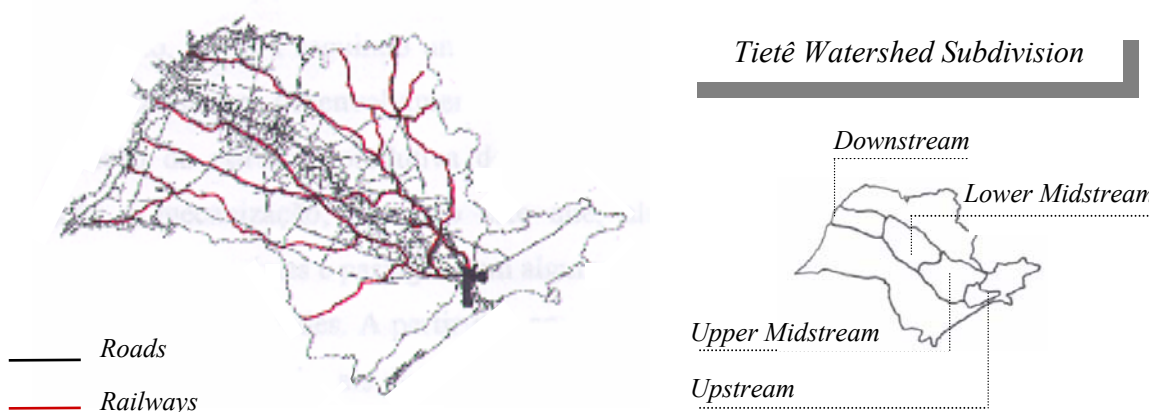 Tietê Watershed Subdivision
Downstream
Lower Midstream
Upper Midstream
Upstream
Roads
Railways